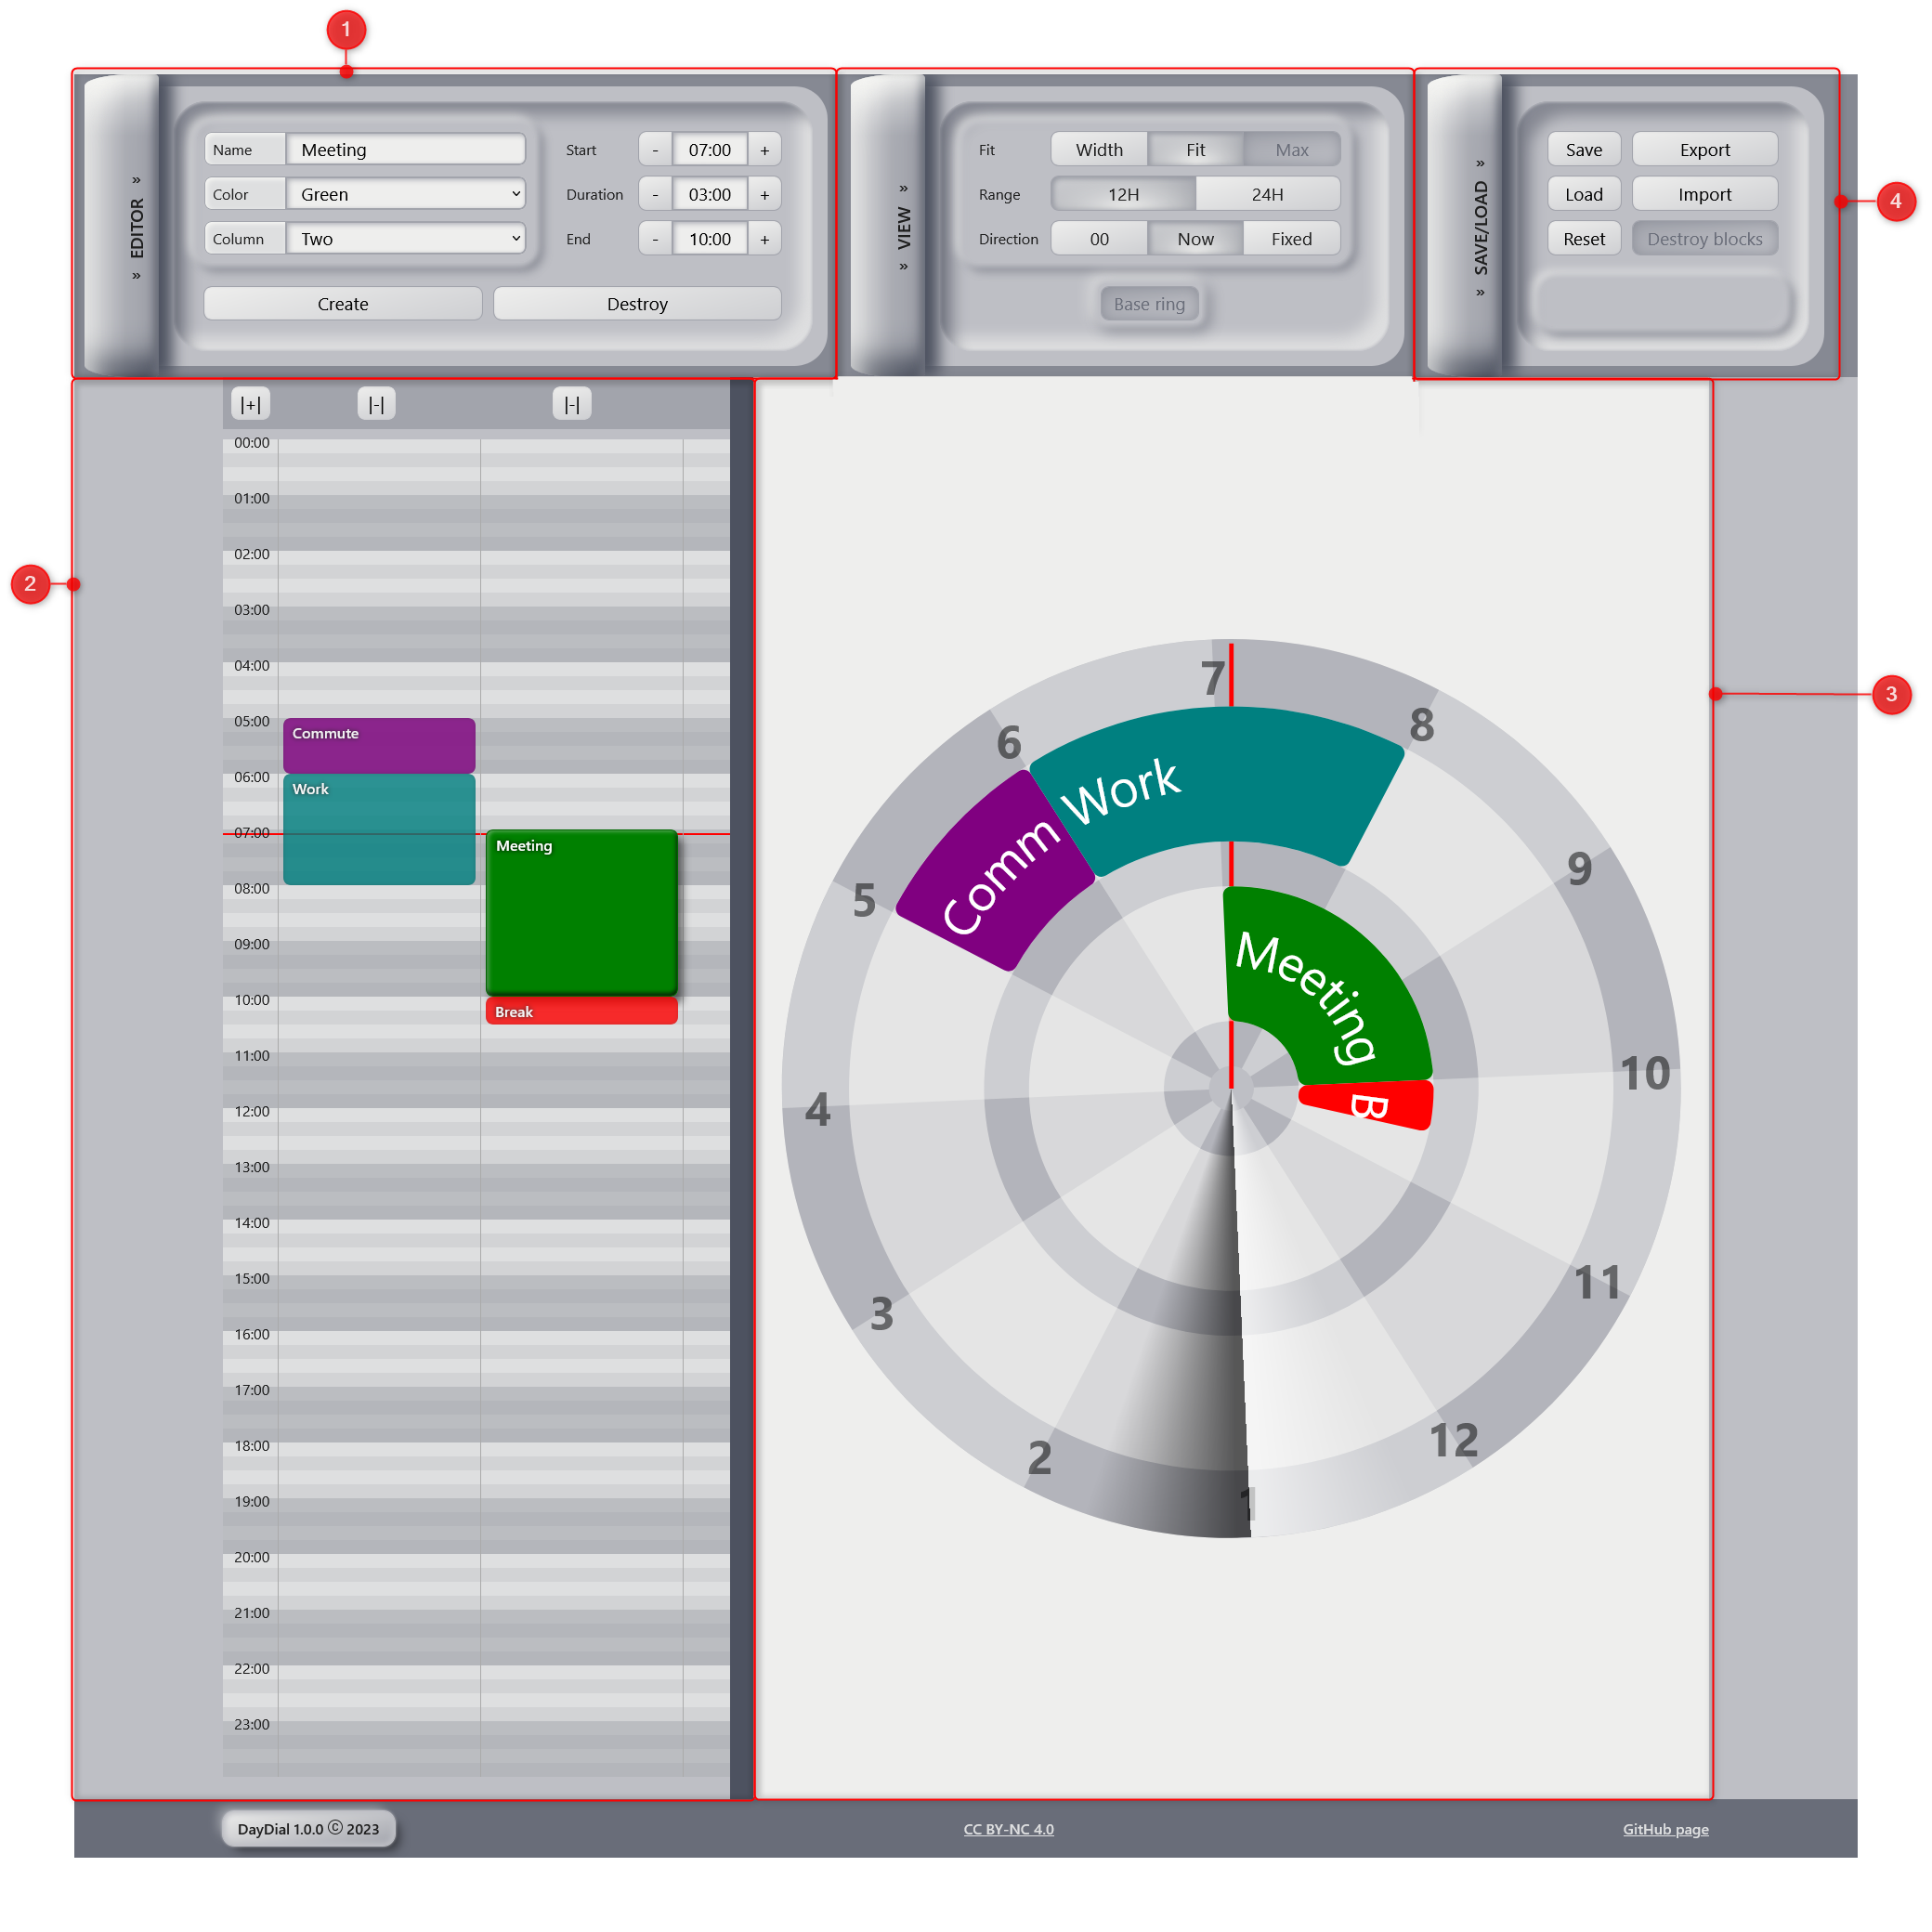 1
» EDITOR »
Name Meeting
Color Green
Column Two
Start - 07:00 +
Duration - 03:00 +
End - 10:00 +
Create Destroy
» VIEW »
Fit Width Fit Max
Range 12H 24H
Direction 00 Now Fixed
Base ring
» SAVE/LOAD »
Save Export
Load Import
Reset Destroy blocks
4
2
|+| |-| |-|
00:00
01:00
02:00
03:00
04:00
05:00
Commute
06:00
Work
07:00
Meeting
08:00
09:00
10:00
Break
11:00
12:00
13:00
14:00
15:00
16:00
17:00
18:00
19:00
20:00
21:00
22:00
23:00
3
7
8
9
10
11
12
1
2
3
4
5
6
Comm
Work
Meeting
B
DayDial 1.0.0 © 2023
CC BY-NC 4.0
GitHub page